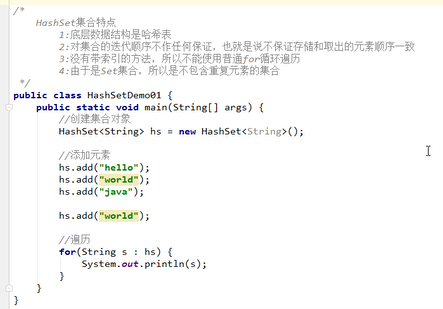 /*
    HashSet集合特点
        1:底层数据结构是哈希表
        2:对集合的迭代顺序不作任何保证，也就是说不保证存储和取出的元素顺序一致
        3:没有带索引的方法，所以不能使用普通for循环遍历
        4:由于是Set集合，所以是不包含重复元素的集合
 */
public class HashSetDemo01 {
    public static void main(String[] args) {
        //创建集合对象
        HashSet<String> hs = new HashSet<String>();
        //添加元素
        hs.add("hello");
        hs.add("world");
        hs.add("java");
        hs.add("world");
        //遍历
        for(String s : hs) {
            System.out.println(s);
        }
    }
}